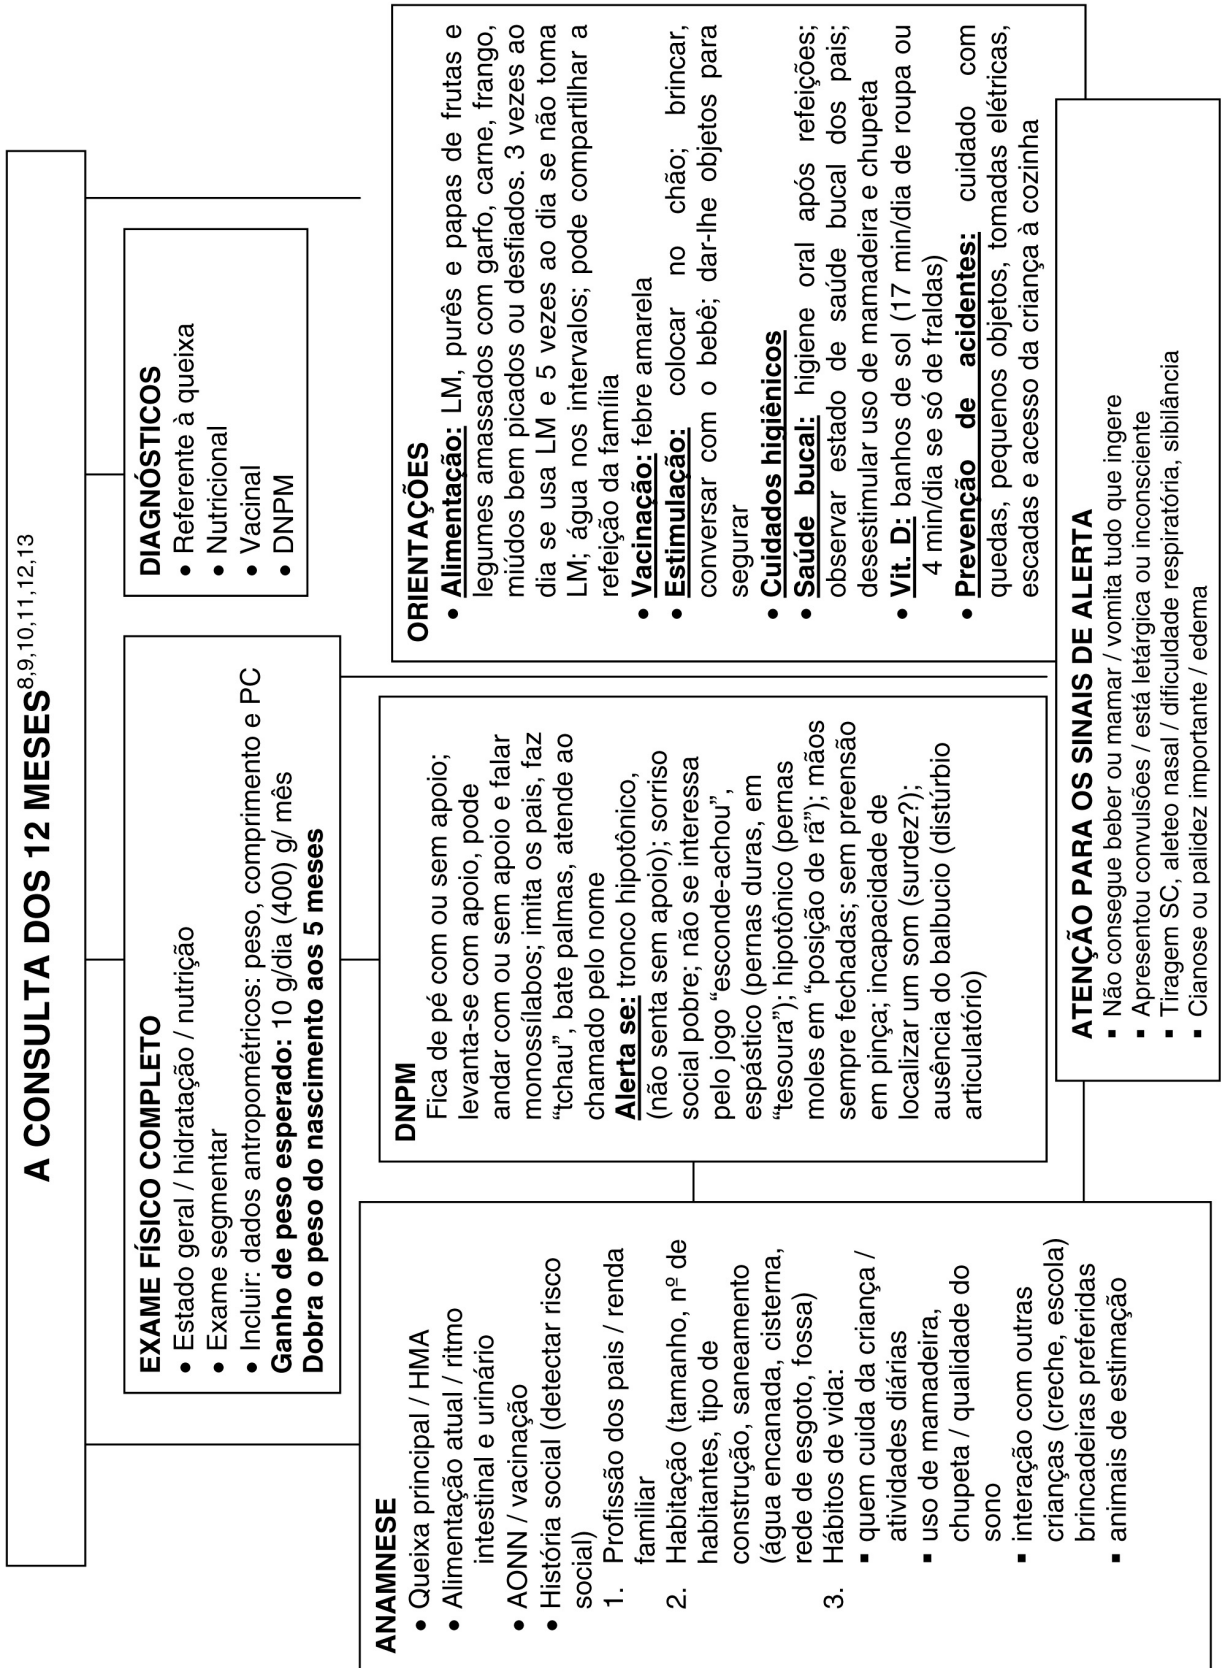 A CONSULTA DOS 12 MESES8,9,10,11,12,13
ANAMNESE
• Queixa principal / HMA
• Alimentação atual / ritmo
intestinal e urinário
• AONN / vacinação
• História social (detectar risco
social)
1. Profissão dos pais / renda
familiar
2. Habitação (tamanho, nº de
habitantes, tipo de
construção, saneamento
(água encanada, cisterna,
rede de esgoto, fossa)
3. Hábitos de vida:
▪ quem cuida da criança /
atividades diárias
▪ uso de mamadeira,
chupeta / qualidade do
sono
▪ interação com outras
crianças (creche, escola)
brincadeiras preferidas
▪ animais de estimação
EXAME FÍSICO COMPLETO
• Estado geral / hidratação / nutrição
• Exame segmentar
• Incluir: dados antropométricos: peso, comprimento e PC
Ganho de peso esperado: 10 g/dia (400) g/ mês
Dobra o peso do nascimento aos 5 meses
DIAGNÓSTICOS
• Referente à queixa
• Nutricional
• Vacinal
• DNPM
DNPM
Fica de pé com ou sem apoio;
levanta-se com apoio, pode
andar com ou sem apoio e falar
monossílabos; imita os pais, faz
“tchau”, bate palmas, atende ao
chamado pelo nome
Alerta se: tronco hipotônico,
(não senta sem apoio); sorriso
social pobre; não se interessa
pelo jogo “esconde-achou”,
espástico (pernas duras, em
“tesoura”); hipotônico (pernas
moles em “posição de rã”); mãos
sempre fechadas; sem preensão
em pinça; incapacidade de
localizar um som (surdez?);
ausência do balbucio (distúrbio
articulatório)
ORIENTAÇÕES
• Alimentação: LM, purês e papas de frutas e
legumes amassados com garfo, carne, frango,
miúdos bem picados ou desfiados. 3 vezes ao
dia se usa LM e 5 vezes ao dia se não toma
LM; água nos intervalos; pode compartilhar a
refeição da família
• Vacinação: febre amarela
• Estimulação: colocar no chão; brincar,
conversar com o bebê; dar-lhe objetos para
segurar
• Cuidados higiênicos
• Saúde bucal: higiene oral após refeições;
observar estado de saúde bucal dos pais;
desestimular uso de mamadeira e chupeta
• Vit. D: banhos de sol (17 min/dia de roupa ou
4 min/dia se só de fraldas)
• Prevenção de acidentes: cuidado com
quedas, pequenos objetos, tomadas elétricas,
escadas e acesso da criança à cozinha
ATENÇÃO PARA OS SINAIS DE ALERTA
▪ Não consegue beber ou mamar / vomita tudo que ingere
▪ Apresentou convulsões / está letárgica ou inconsciente
▪ Tiragem SC, aleteo nasal / dificuldade respiratória, sibilância
▪ Cianose ou palidez importante / edema